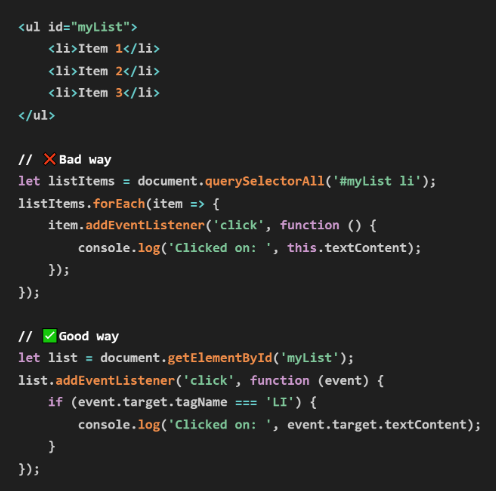 <ul id="myList">
    <li>Item 1</li>
    <li>Item 2</li>
    <li>Item 3</li>
</ul>

// ❌Bad way
let listItems = document.querySelectorAll('#myList li');
listItems.forEach(item => {
    item.addEventListener('click', function () {
        console.log('Clicked on: ', this.textContent);
    });
});

// ✅Good way
let list = document.getElementById('myList');
list.addEventListener('click', function (event) {
    if (event.target.tagName === 'LI') {
        console.log('Clicked on: ', event.target.textContent);
    }
});